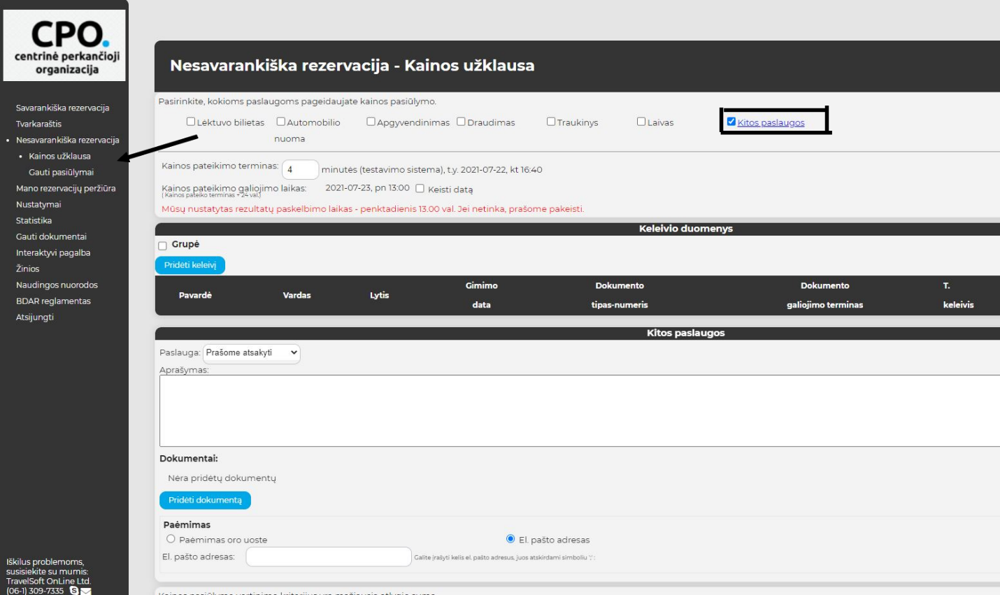 CPO.
centrinė perkančioji
organizacija
Savarankiška rezervacija
Tvarkaraštis
Nesavarankiška rezervacija
Kainos užklausa
Gauti pasiūlymai
Mano rezervacijų peržiūra
Nustatymai
Statistika
Gauti dokumentai
Interaktyvi pagalba
Žinios
Naudingos nuorodos
BDAR reglamentas
Atsijungti
Iškilus problemoms,
susisiekite su mumis:
TravelSoft OnLine Ltd.
(06-1) 309-7335
Nesavarankiška rezervacija - Kainos užklausa
Pasirinkite, kokioms paslaugoms pageidaujate kainos pasiūlymo.
Lėktuvo bilietas Automobilio nuoma Apgyvendinimas Draudimas Traukinys Laivas Kitos paslaugos
Kainos pateikimo terminas: 4 minutės (testavimo sistema), t.y. 2021-07-22, kt 16:40
Kainos pateikimo galiojimo laikas: 2021-07-23, pn 13:00 Keisti datą
( Kainos pateiko terminas + 24 val.)
Mūsų nustatytas rezultatų paskelbimo laikas - penktadienis 13.00 val. Jei netinka, prašome pakeisti.
Keleivio duomenys
Grupė
Pridėti keleivį
Pavardė Vardas Lytis Gimimo data Dokumento tipas-numeris Dokumento galiojimo terminas T. keleivis
Kitos paslaugos
Paslauga: Prašome atsakyti
Aprašymas:
Dokumentai:
Nėra pridėtų dokumentų
Pridėti dokumentą
Paėmimas
Paėmimas oro uoste El. pašto adresas
El. pašto adresas: Galite įrašyti kelis el. pašto adresus, juos atskirdami simboliu ';' :